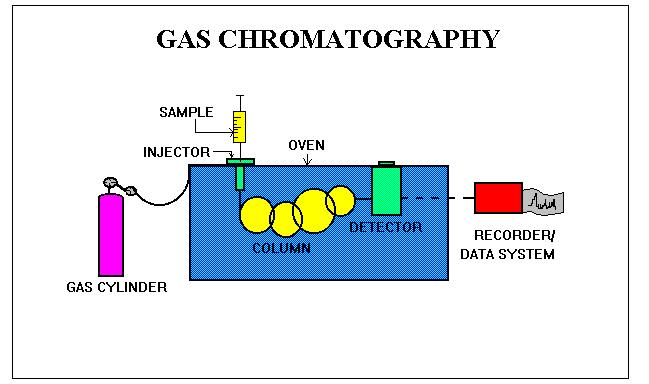 GAS CHROMATOGRAPHY
SAMPLE
INJECTOR
OVEN
COLUMN
DETECTOR
GAS CYLINDER
RECORDER/
DATA SYSTEM